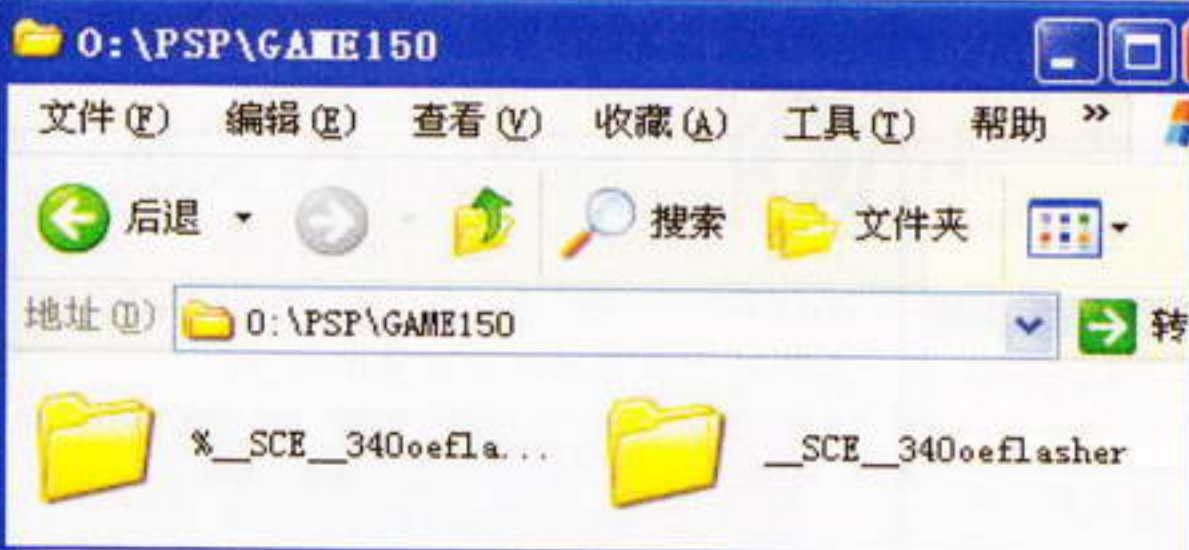 O:\PSP\GAME150
文件(F) 编辑(E) 查看(V) 收藏(A) 工具(T) 帮助 »
后退 搜索 文件夹
地址(D) O:\PSP\GAME150 转
%__SCE__340oefla... __SCE__340oeflasher